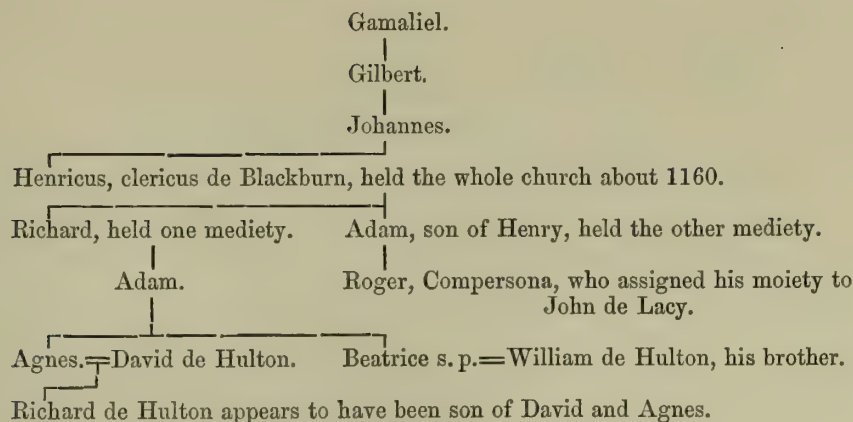 Gamaliel.
Gilbert.
Johannes.
Henricus, clericus de Blackburn, held the whole church about 1160.
Richard, held one mediety. Adam, son of Henry, held the other mediety.
Adam. Roger, Compersona, who assigned his moiety to
John de Lacy.
Agnes.=David de Hulton. Beatrice s. p.=William de Hulton, his brother.
Richard de Hulton appears to have been son of David and Agnes.